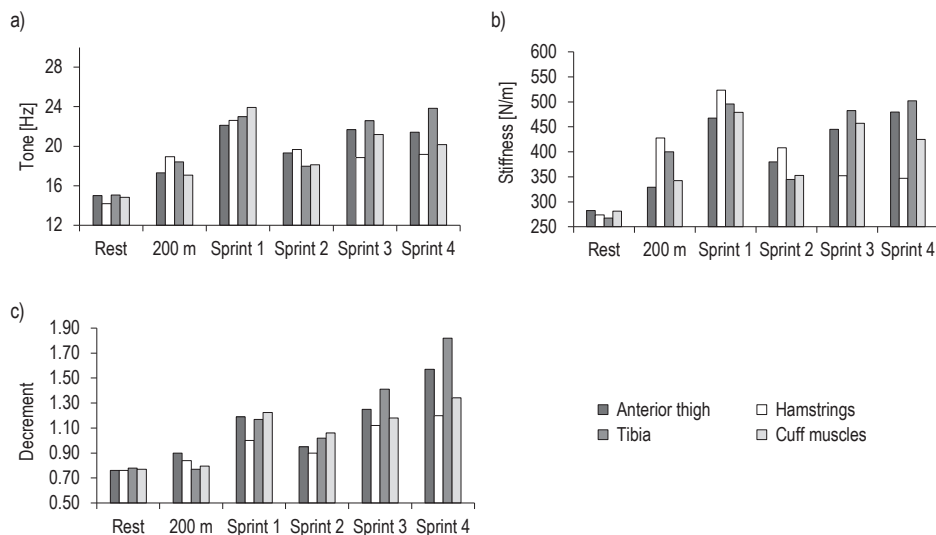 a)
Tone [Hz]
28
24
20
16
12
Rest 200 m Sprint 1 Sprint 2 Sprint 3 Sprint 4
b)
Stiffness [N/m]
600
550
500
450
400
350
300
250
Rest 200 m Sprint 1 Sprint 2 Sprint 3 Sprint 4
c)
Decrement
1.90
1.70
1.50
1.30
1.10
0.90
0.70
0.50
Rest 200 m Sprint 1 Sprint 2 Sprint 3 Sprint 4
Anterior thigh Hamstrings
Tibia Cuff muscles